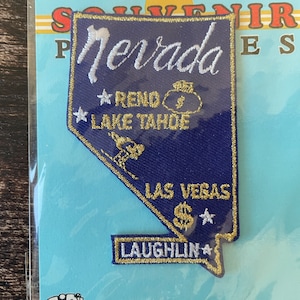 SOUVENIR
Nevada
RENO
$
LAKE TAHOE
LAS VEGAS
$
LAUGHLIN